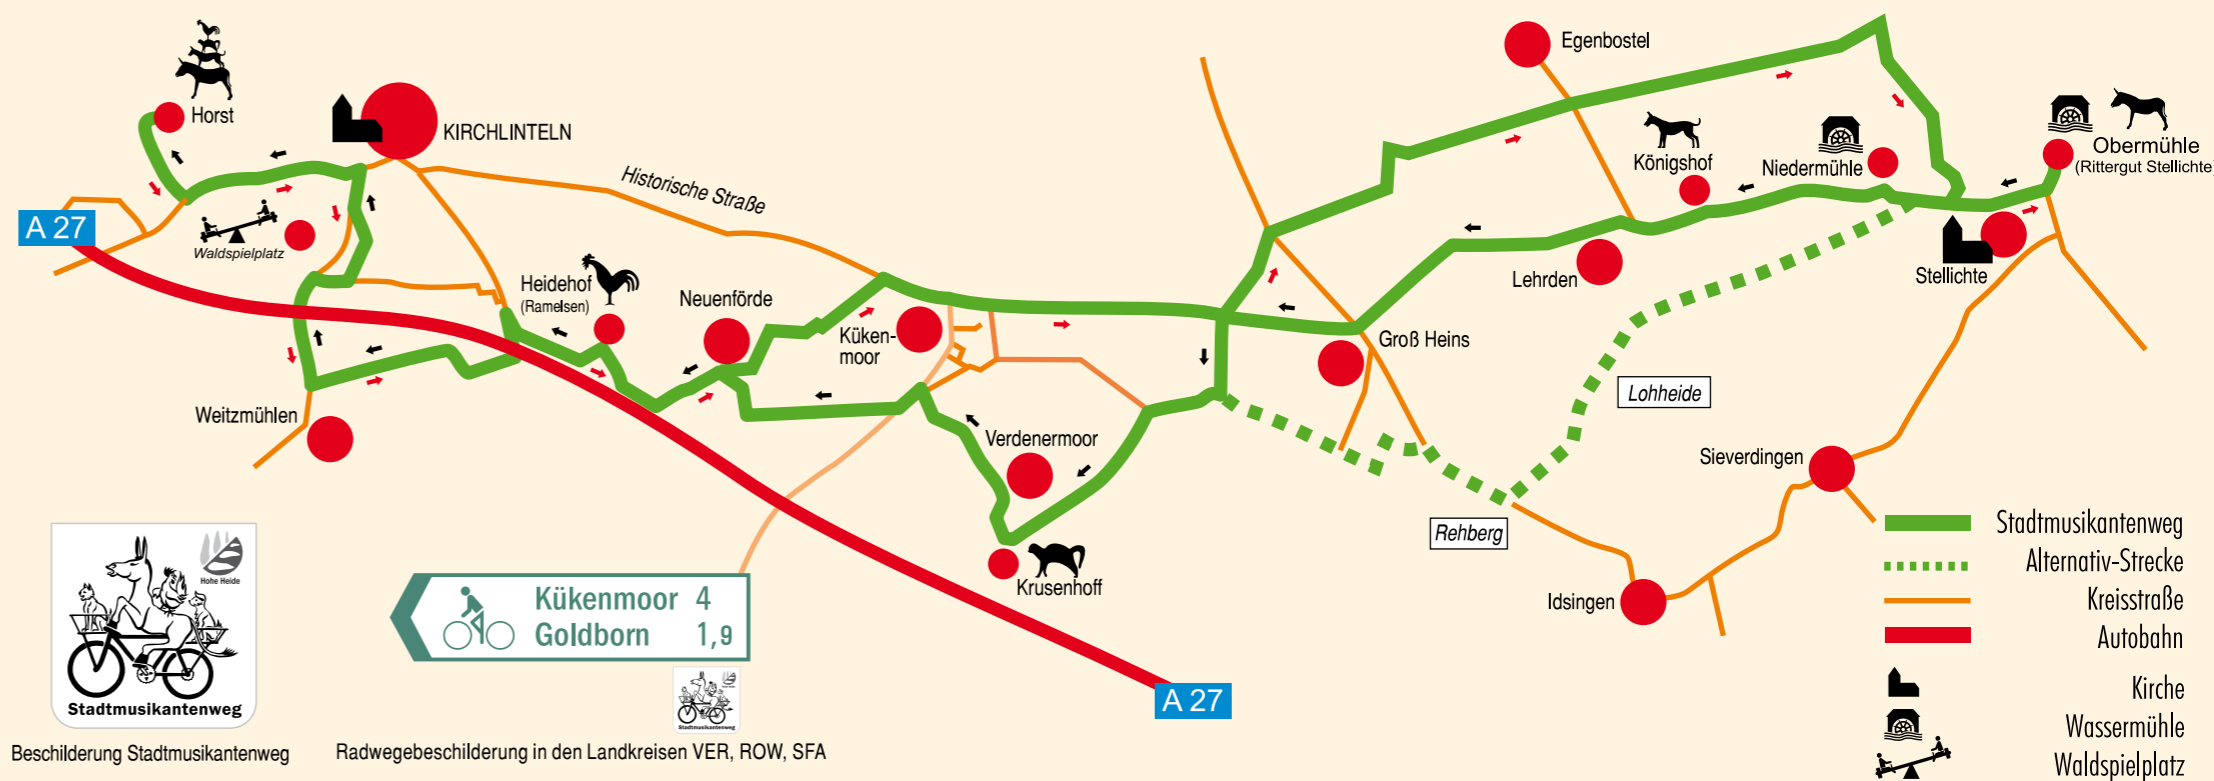 Egenbostel
Horst
KIRCHLINTELN
Historische Straße
Königshof
Niedermühle
Obermühle
(Rittergut Stellichte)
A 27
Waldspielplatz
Heidehof
(Ramelsen)
Neuenförde
Küken-
moor
Groß Heins
Lehrden
Stellichte
Weitzmühlen
Verdenermoor
Lohheide
Sieverdingen
Rehberg
Krusenhoff
Idsingen
A 27
Hohe Heide
Stadtmusikantenweg
Beschilderung Stadtmusikantenweg
Kükenmoor 4
Goldborn 1,9
Stadtmusikantenweg
Radwegebeschilderung in den Landkreisen VER, ROW, SFA
Stadtmusikantenweg
Alternativ-Strecke
Kreisstraße
Autobahn
Kirche
Wassermühle
Waldspielplatz